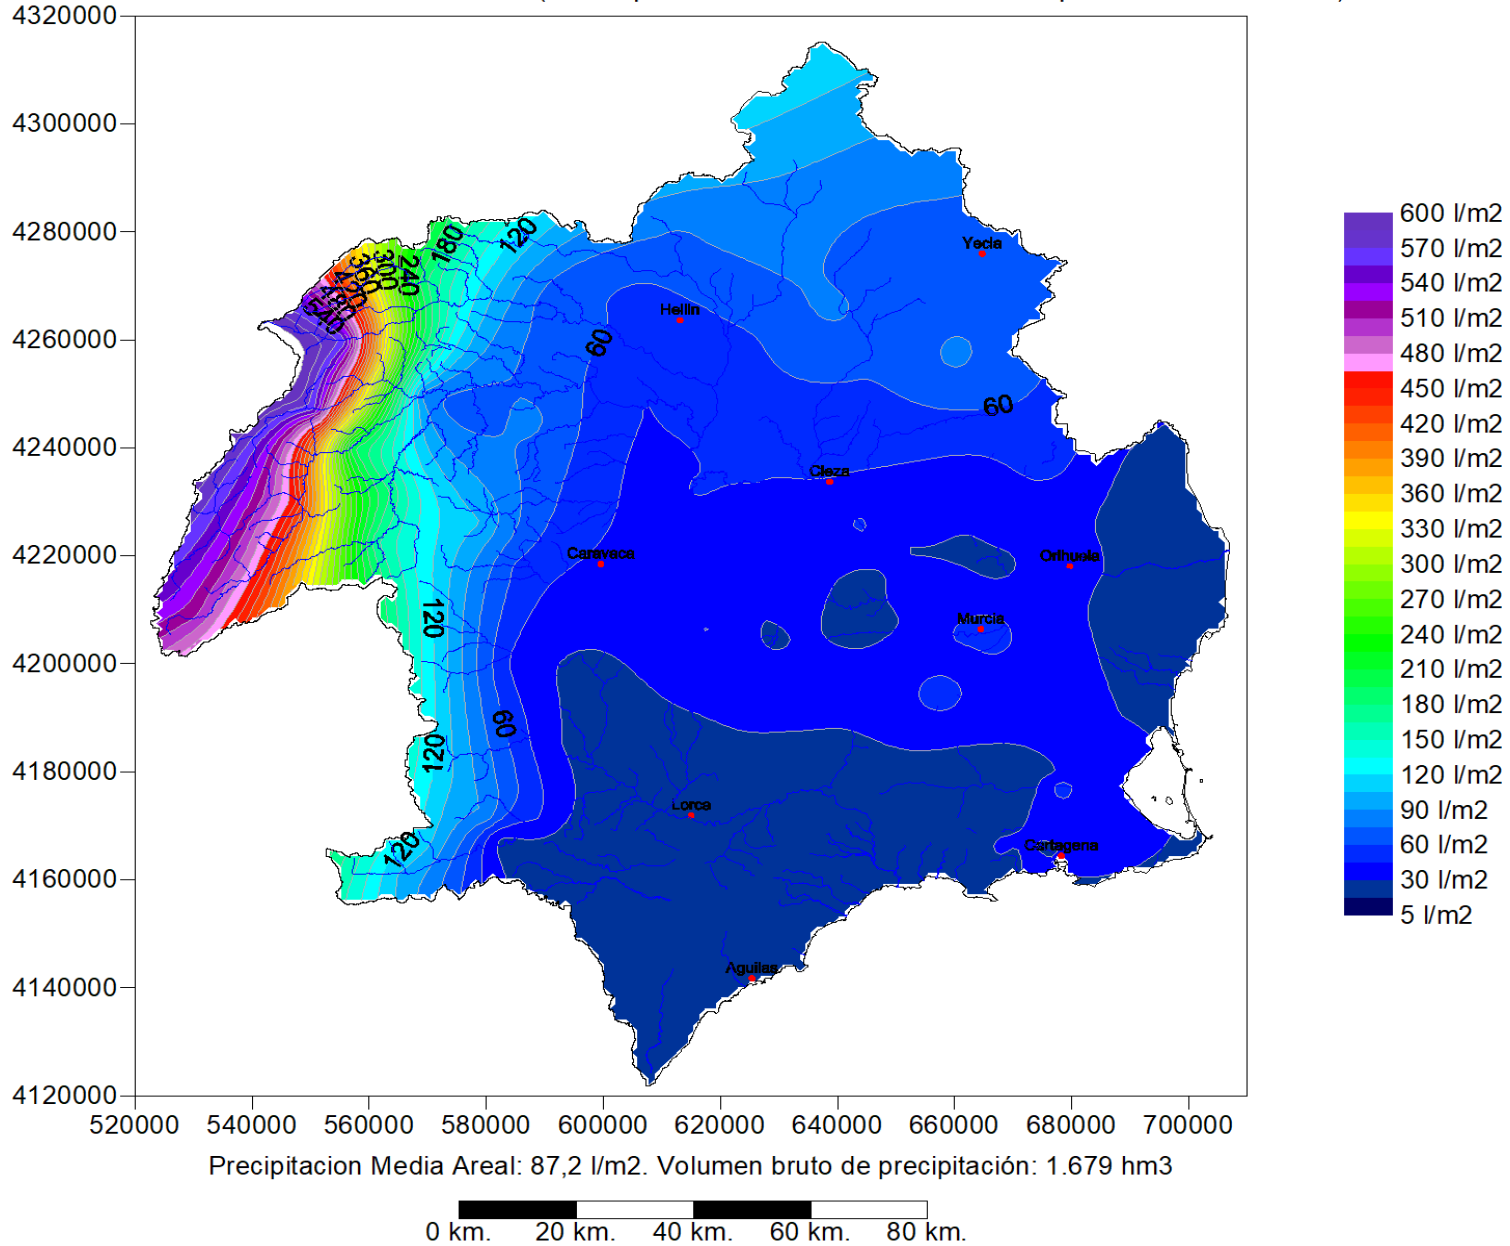 4320000
4300000
4280000
4260000
4240000
4220000
4200000
4180000
4160000
4140000
4120000
520000 540000 560000 580000 600000 620000 640000 660000 680000 700000
540
480
420
360
300
240
180
120
60
60
120
120
60
120
Yecla
Hellin
Cieza
Caravaca
Orihuela
Murcia
Lorca
Cartagena
Aguilas
600 l/m2
570 l/m2
540 l/m2
510 l/m2
480 l/m2
450 l/m2
420 l/m2
390 l/m2
360 l/m2
330 l/m2
300 l/m2
270 l/m2
240 l/m2
210 l/m2
180 l/m2
150 l/m2
120 l/m2
90 l/m2
60 l/m2
30 l/m2
5 l/m2
Precipitacion Media Areal: 87,2 l/m2. Volumen bruto de precipitación: 1.679 hm3
0 km. 20 km. 40 km. 60 km. 80 km.